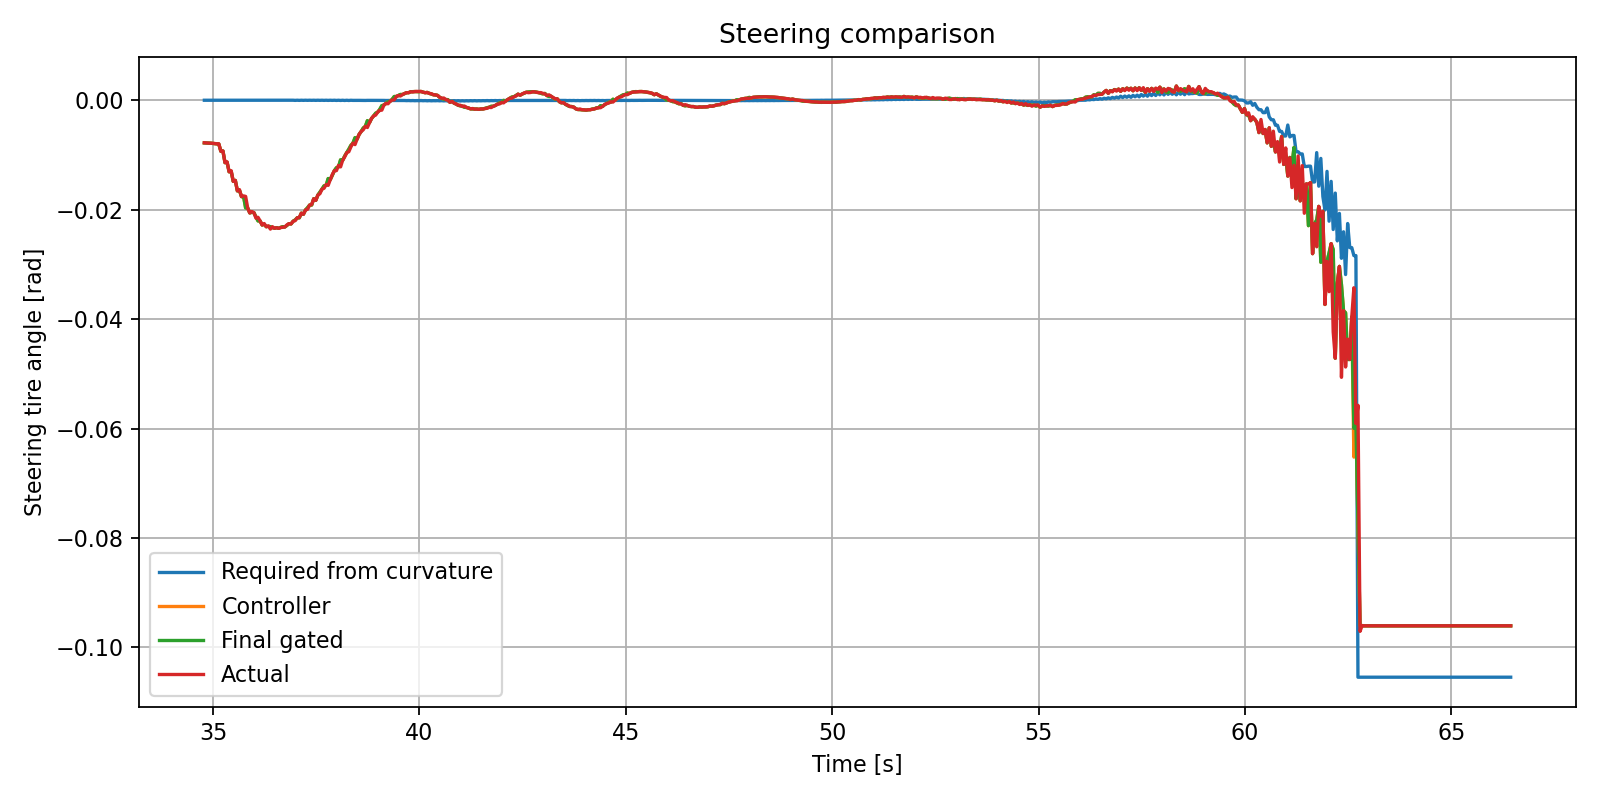 Steering comparison
Steering tire angle [rad]
0.00
−0.02
−0.04
−0.06
−0.08
−0.10
Required from curvature
Controller
Final gated
Actual
35 40 45 50 55 60 65
Time [s]